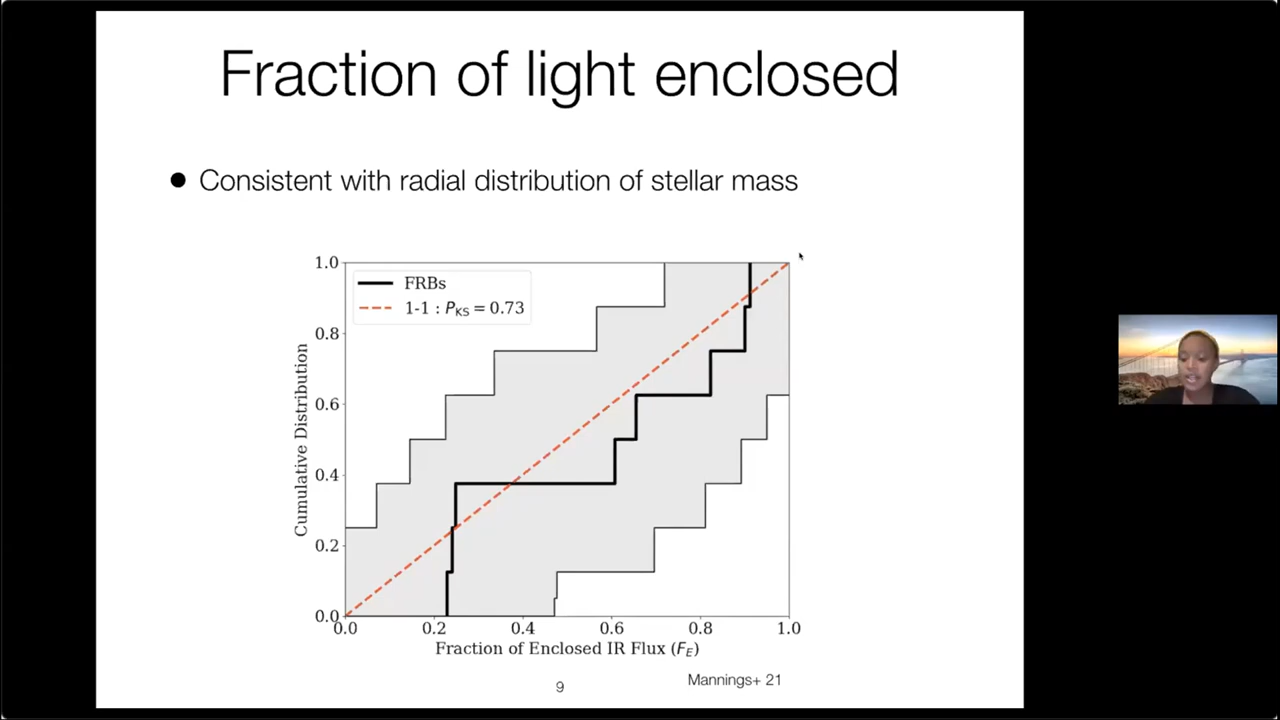 Fraction of light enclosed
● Consistent with radial distribution of stellar mass
FRBs
1-1 : P_KS = 0.73
Cumulative Distribution
1.0
0.8
0.6
0.4
0.2
0.0
0.0 0.2 0.4 0.6 0.8 1.0
Fraction of Enclosed IR Flux (F_E)
Mannings+ 21
9